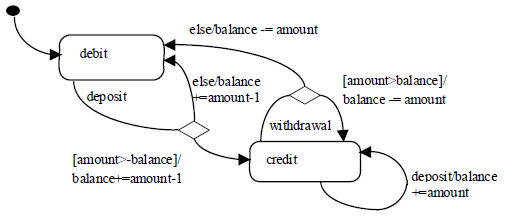 else/balance -= amount
debit
else/balance
+=amount-1
[amount>balance]/
balance -= amount
deposit
withdrawal
[amount>-balance]/
balance+=amount-1
credit
deposit/balance
+=amount